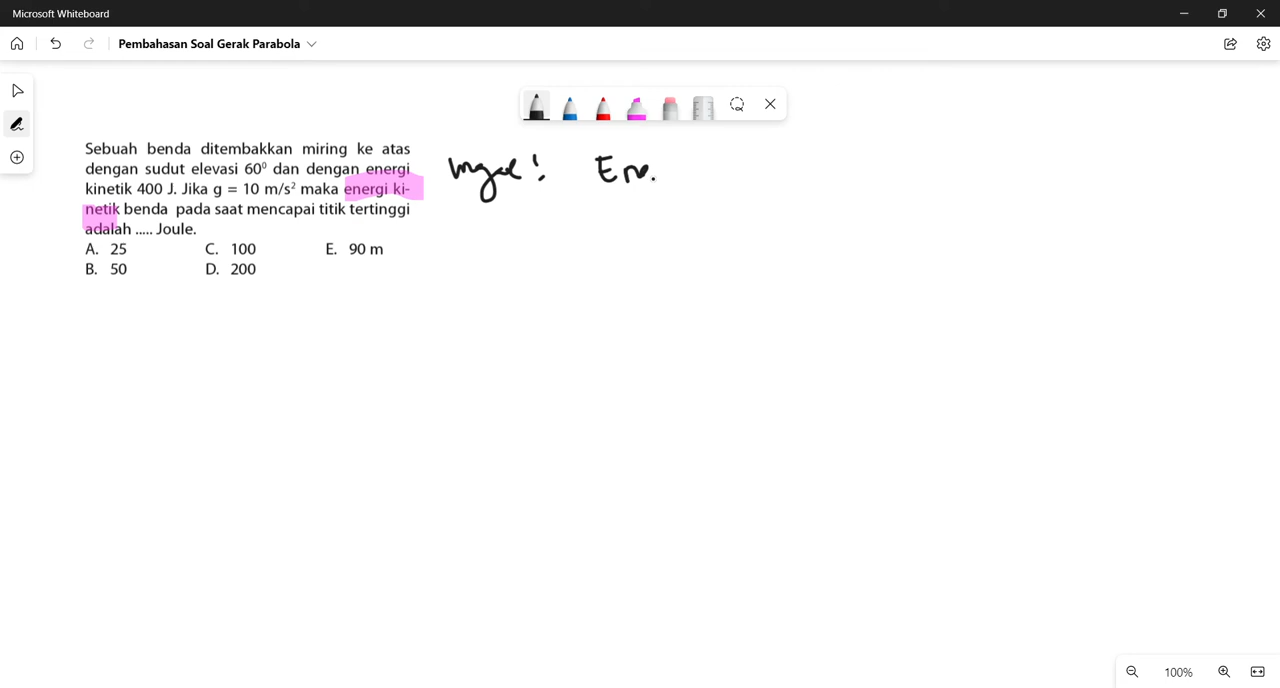 Microsoft Whiteboard
Pembahasan Soal Gerak Parabola
Sebuah benda ditembakkan miring ke atas
dengan sudut elevasi 60⁰ dan dengan energi
kinetik 400 J. Jika g = 10 m/s² maka energi ki-
netik benda pada saat mencapai titik tertinggi
adalah ..... Joule.
A. 25 C. 100 E. 90 m
B. 50 D. 200
100%